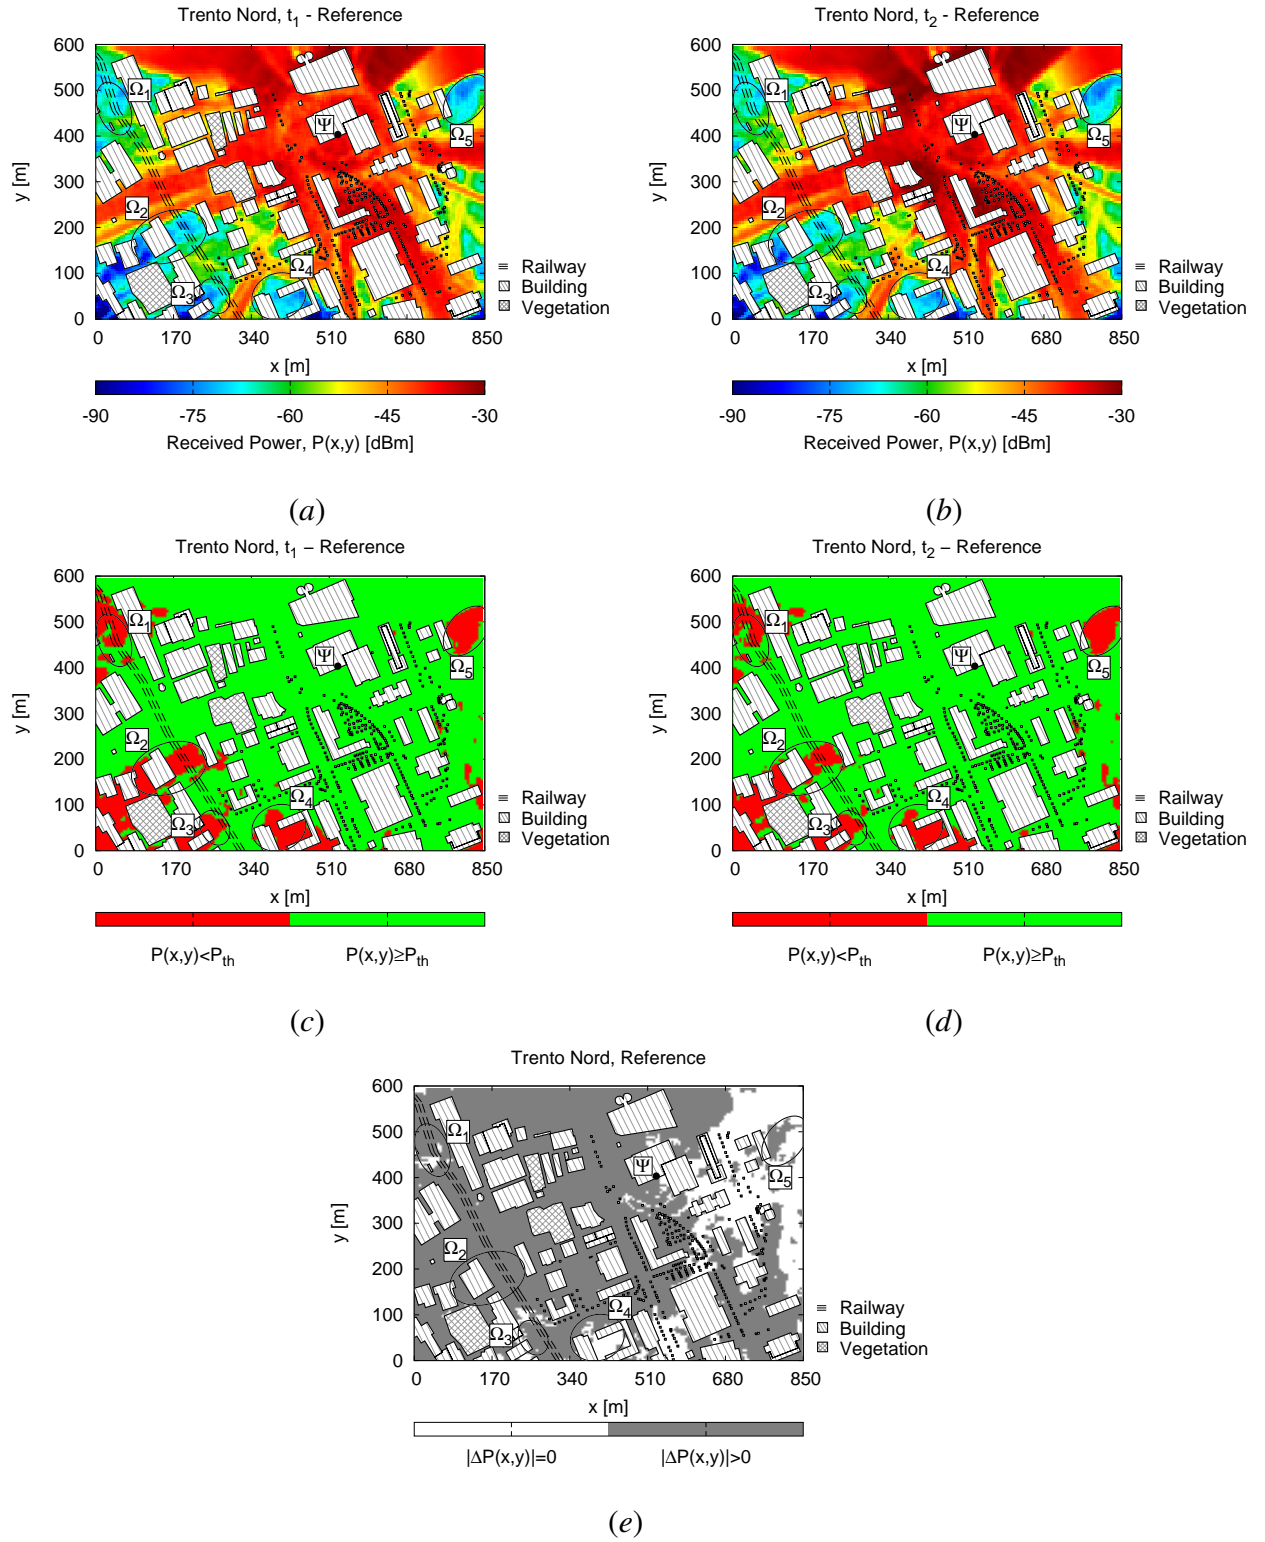 Trento Nord, t1 - Reference
600
500
400
300
200
100
0
y [m]
Ω1
Ω2
Ω3
Ω4
Ω5
Ψ
0 170 340 510 680 850
x [m]
Railway
Building
Vegetation
-90 -75 -60 -45 -30
Received Power, P(x,y) [dBm]
(a)
Trento Nord, t2 - Reference
600
500
400
300
200
100
0
y [m]
Ω1
Ω2
Ω3
Ω4
Ω5
Ψ
0 170 340 510 680 850
x [m]
Railway
Building
Vegetation
-90 -75 -60 -45 -30
Received Power, P(x,y) [dBm]
(b)
Trento Nord, t1 – Reference
600
500
400
300
200
100
0
y [m]
Ω1
Ω2
Ω3
Ω4
Ω5
Ψ
0 170 340 510 680 850
x [m]
Railway
Building
Vegetation
P(x,y)<Pth P(x,y)≥Pth
(c)
Trento Nord, t2 – Reference
600
500
400
300
200
100
0
y [m]
Ω1
Ω2
Ω3
Ω4
Ω5
Ψ
0 170 340 510 680 850
x [m]
Railway
Building
Vegetation
P(x,y)<Pth P(x,y)≥Pth
(d)
Trento Nord, Reference
600
500
400
300
200
100
0
y [m]
Ω1
Ω2
Ω3
Ω4
Ω5
Ψ
0 170 340 510 680 850
x [m]
Railway
Building
Vegetation
|ΔP(x,y)|=0 |ΔP(x,y)|>0
(e)